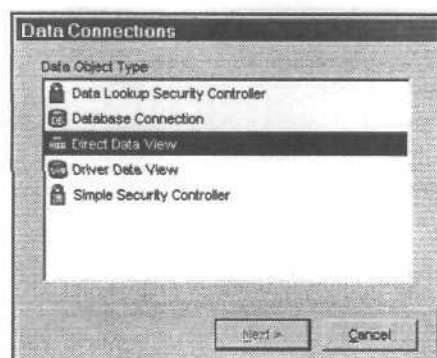 Data Connections
Data Object Type
Data Lookup Security Controller
Database Connection
Direct Data View
Driver Data View
Simple Security Controller
Next >
Cancel